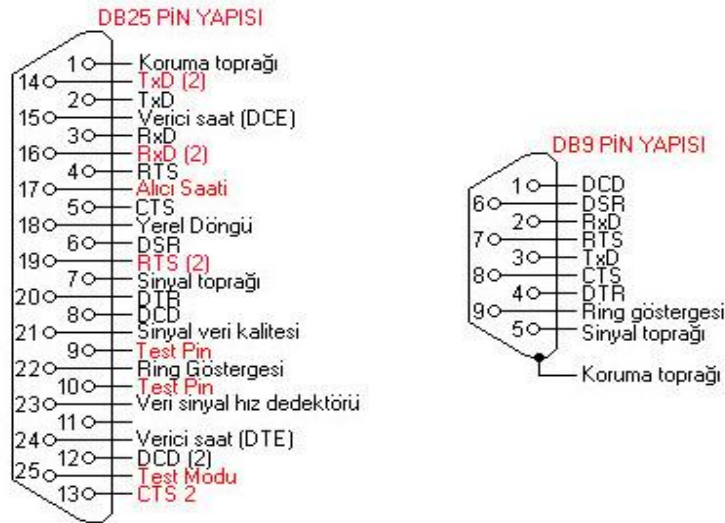 DB25 PİN YAPISI
1 Koruma toprağı
14 TxD (2)
2 TxD
15 Verici saat (DCE)
3 RxD
16 RxD (2)
4 RTS
17 Alıcı Saati
5 CTS
18 Yerel Döngü
6 DSR
19 RTS (2)
7 Sinyal toprağı
20 DTR
8 DCD
21 Sinyal veri kalitesi
9 Test Pin
22 Ring Göstergesi
10 Test Pin
23 Veri sinyal hız dedektörü
11
24 Verici saat (DTE)
12 DCD (2)
25 Test Modu
13 CTS 2
DB9 PİN YAPISI
1 DCD
6 DSR
2 RxD
7 RTS
3 TxD
8 CTS
4 DTR
9 Ring göstergesi
5 Sinyal toprağı
Koruma toprağı